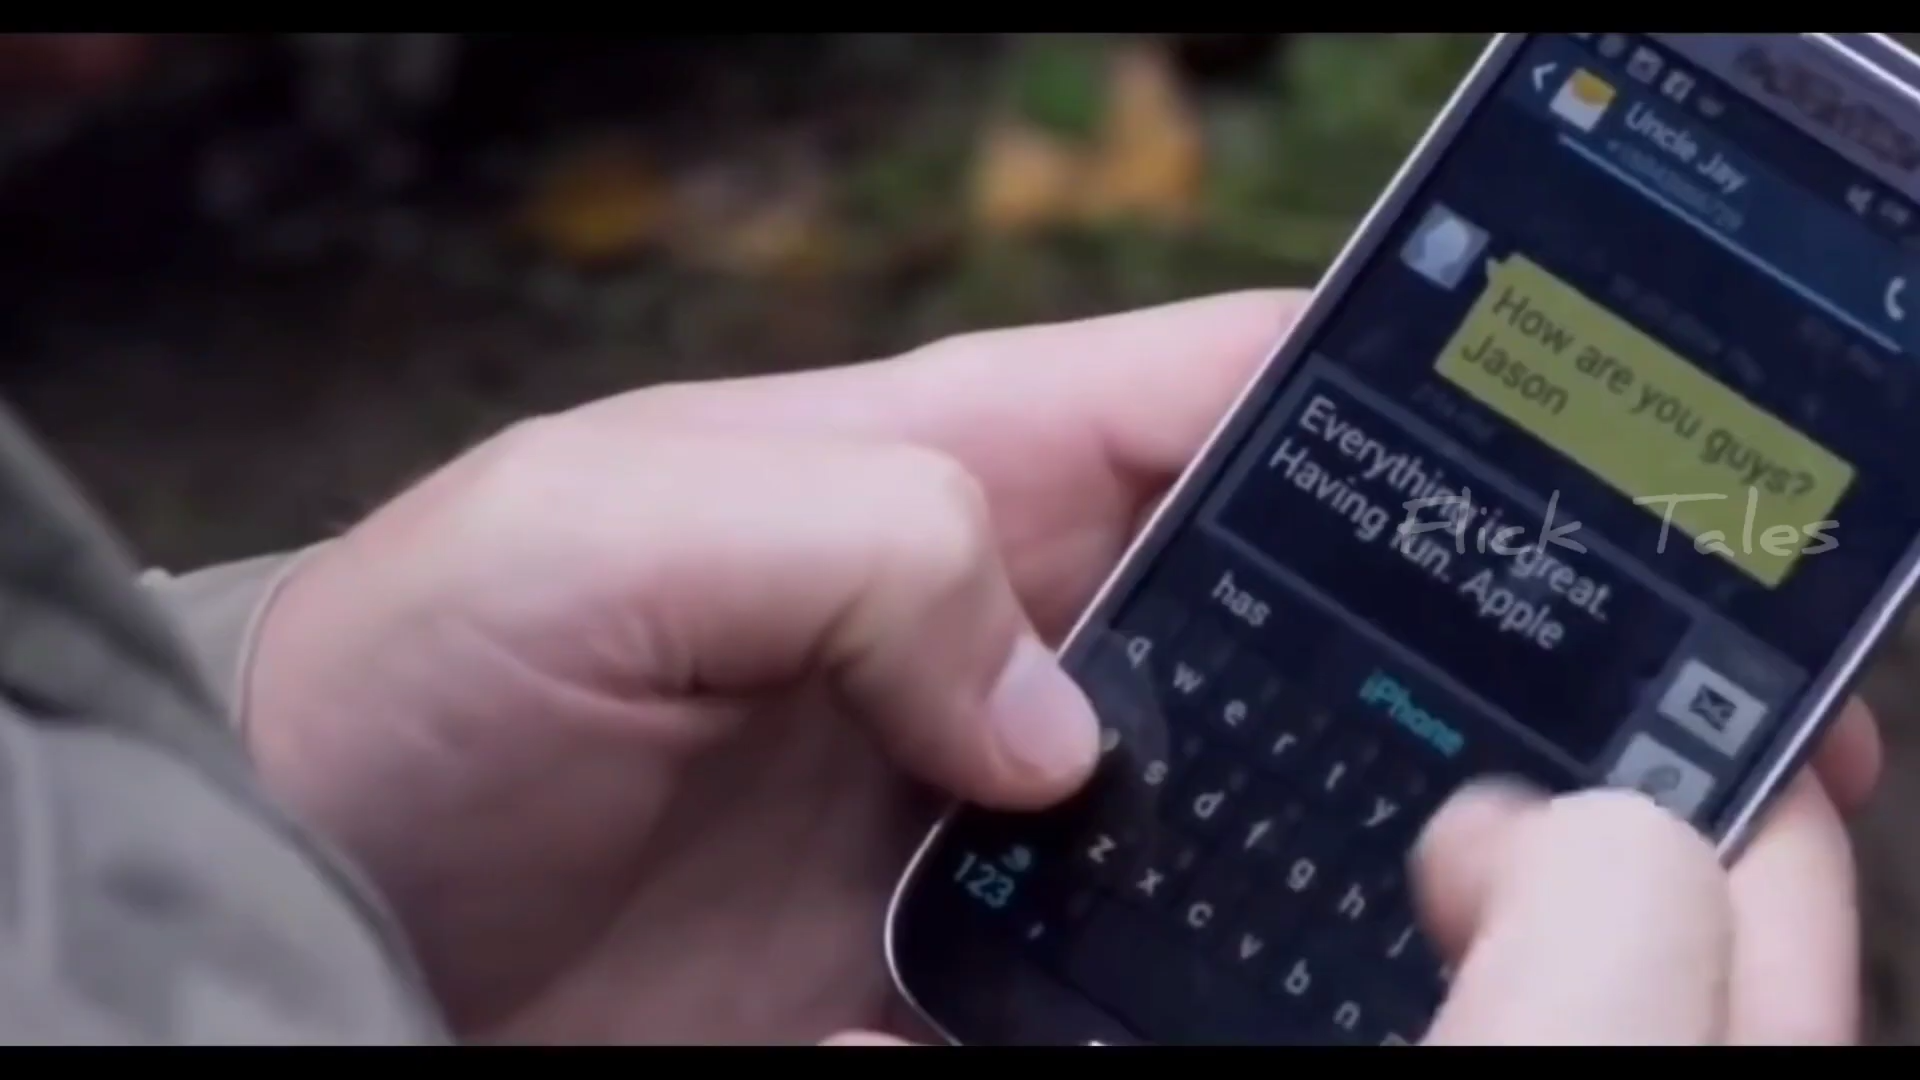 Uncle Jay
How are you guys?
Jason
Everything is great.
Having fun. Apple
Flick Tales
has
iPhone
q w e r t y
s d f g h j
z x c v b n
123 ,